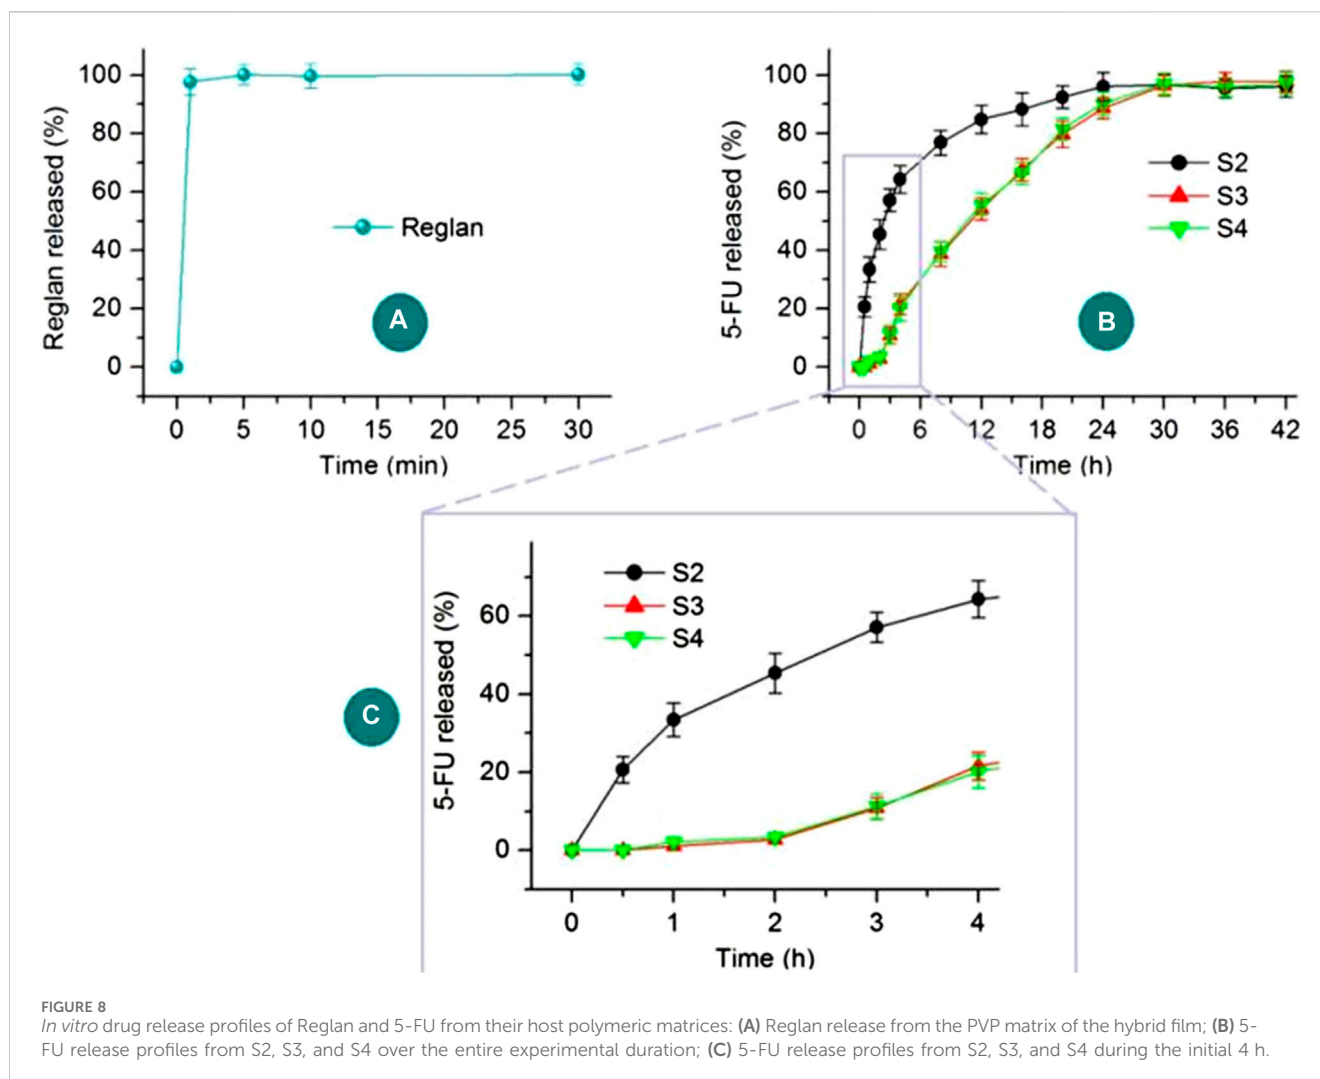 Reglan released (%)
100
80
60
40
20
0
Reglan
A
0 5 10 15 20 25 30
Time (min)
5-FU released (%)
100
80
60
40
20
0
S2
S3
S4
B
0 6 12 18 24 30 36 42
Time (h)
C
5-FU released (%)
60
40
20
0
S2
S3
S4
0 1 2 3 4
Time (h)
FIGURE 8
In vitro drug release profiles of Reglan and 5-FU from their host polymeric matrices: (A) Reglan release from the PVP matrix of the hybrid film; (B) 5-
FU release profiles from S2, S3, and S4 over the entire experimental duration; (C) 5-FU release profiles from S2, S3, and S4 during the initial 4 h.